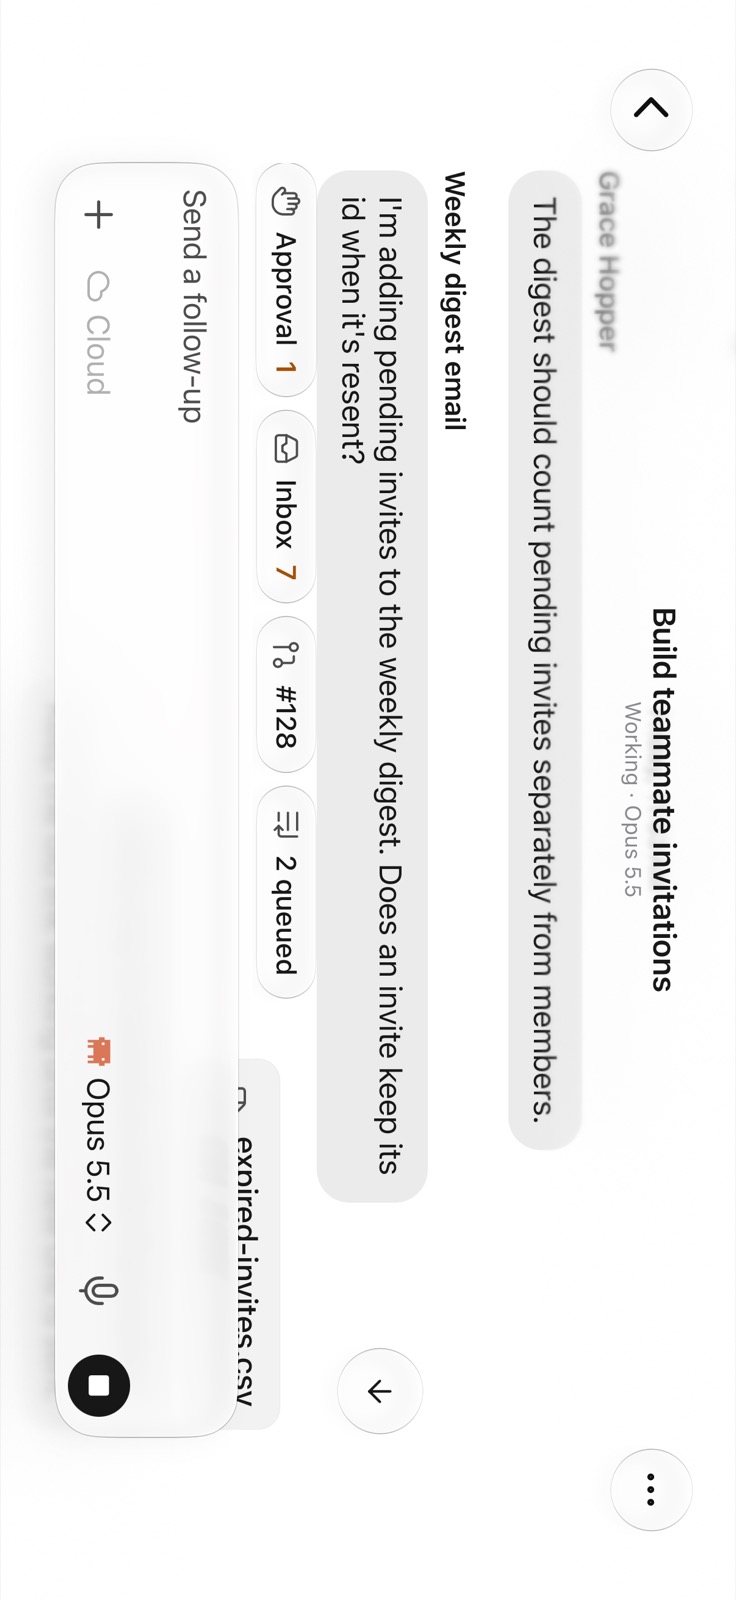 Build teammate invitations
Working · Opus 5.5
Grace Hopper
The digest should count pending invites separately from members.
Weekly digest email
I'm adding pending invites to the weekly digest. Does an invite keep its
id when it's resent?
Approval 1
Inbox 7
#128
2 queued
expired-invites.csv
Send a follow-up
Cloud
Opus 5.5